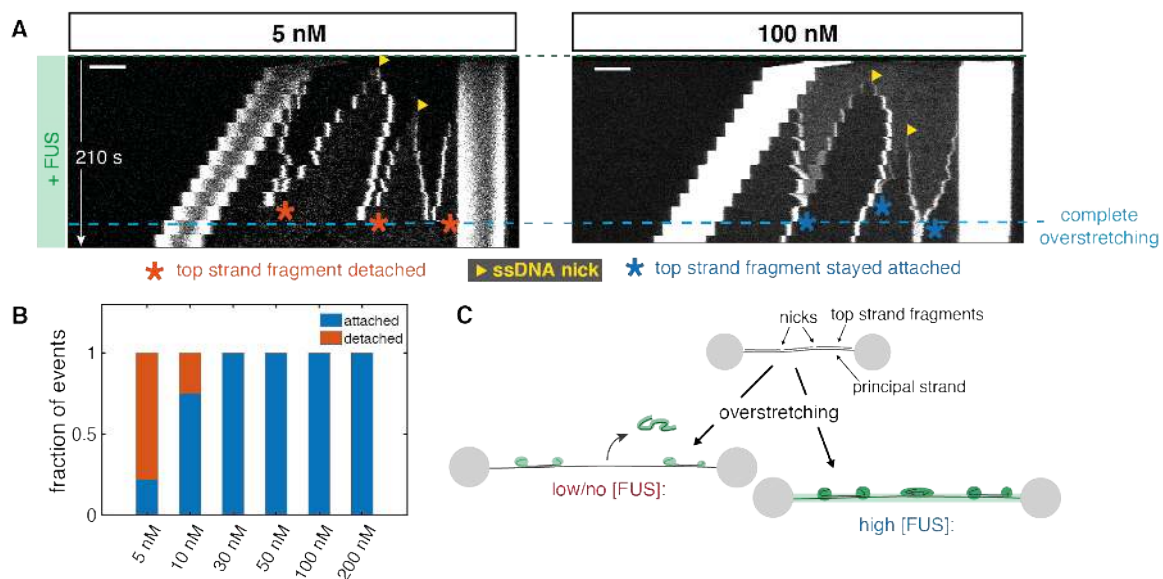 A
5 nM
100 nM
+ FUS
210 s
complete
overstretching
top strand fragment detached
ssDNA nick
top strand fragment stayed attached
B
attached
detached
fraction of events
1
0.5
0
5 nM
10 nM
30 nM
50 nM
100 nM
200 nM
C
nicks
top strand fragments
principal strand
overstretching
low/no [FUS]:
high [FUS]: